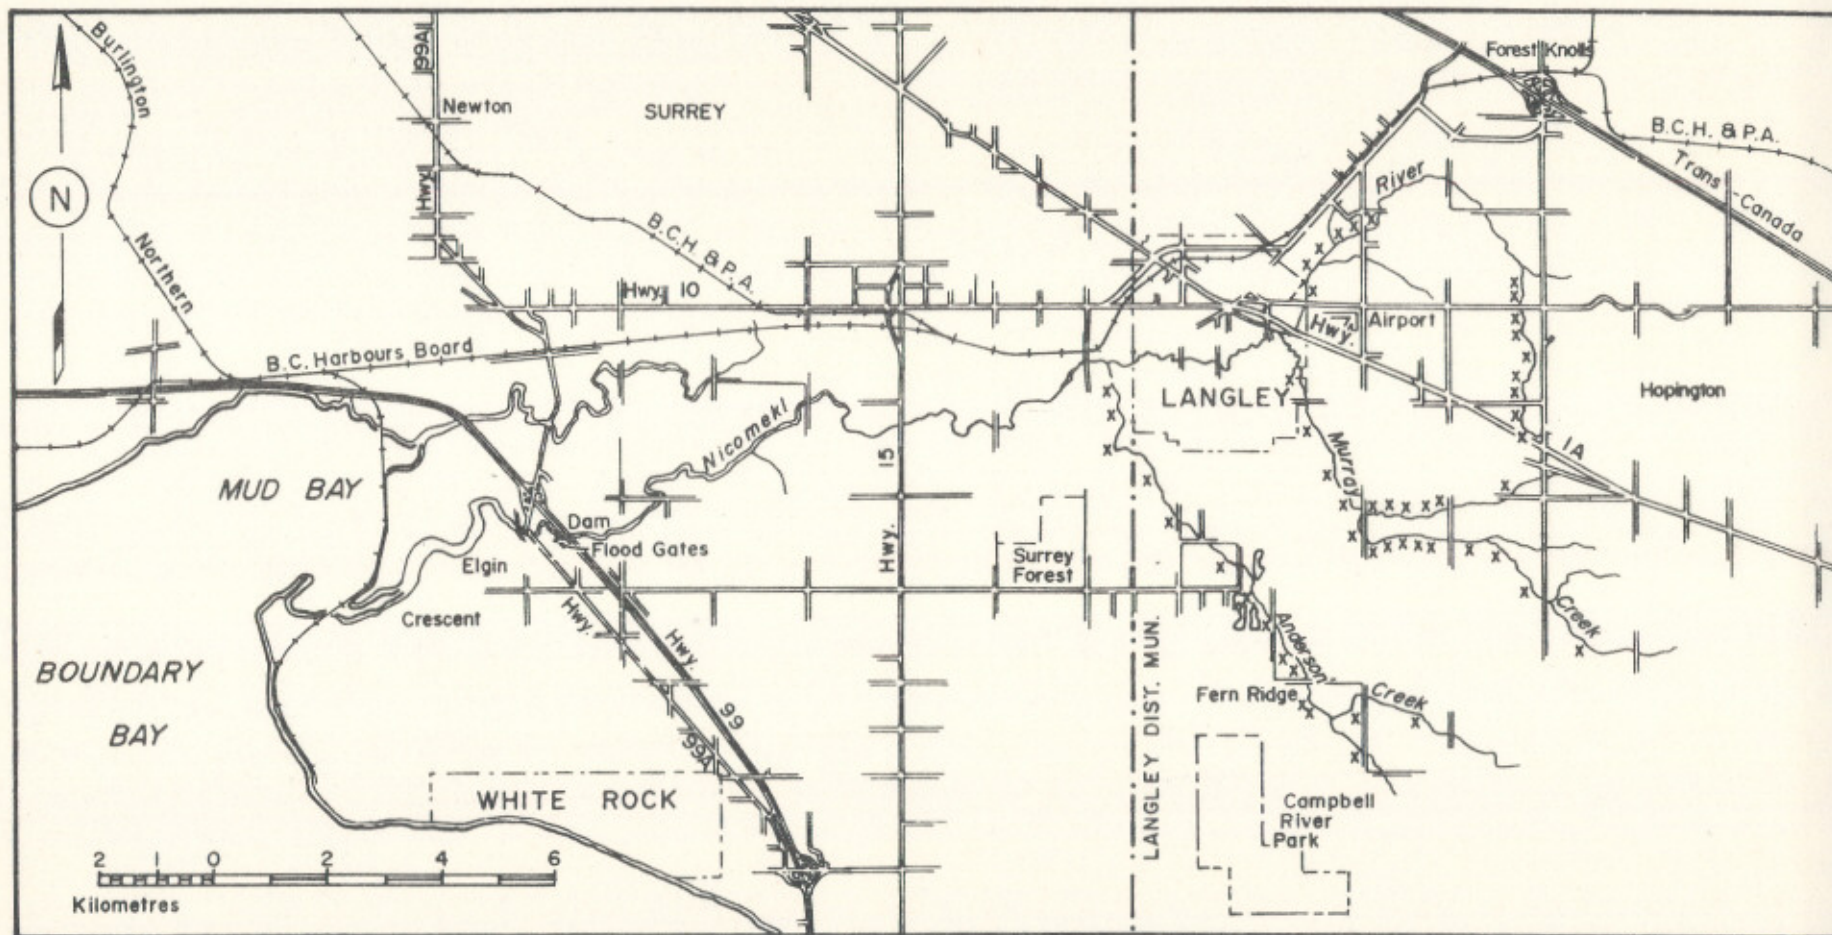 Burlington
Northern
N
99A
Hwy.
Newton
SURREY
B.C.H. & P.A.
Hwy. 10
B.C. Harbours Board
Forest Knolls
B.C.H. & P.A.
Trans-Canada
River
Airport
Hwy.
1A
Hopington
LANGLEY
Murray
Creek
MUD BAY
Nicomekl
15
Hwy.
Dam
Flood Gates
Elgin
Crescent
Surrey
Forest
BOUNDARY
BAY
Hwy.
99A
Hwy.
99
WHITE ROCK
LANGLEY DIST. MUN.
Anderson
Creek
Fern Ridge
Campbell
River
Park
2 1 0 2 4 6
Kilometres